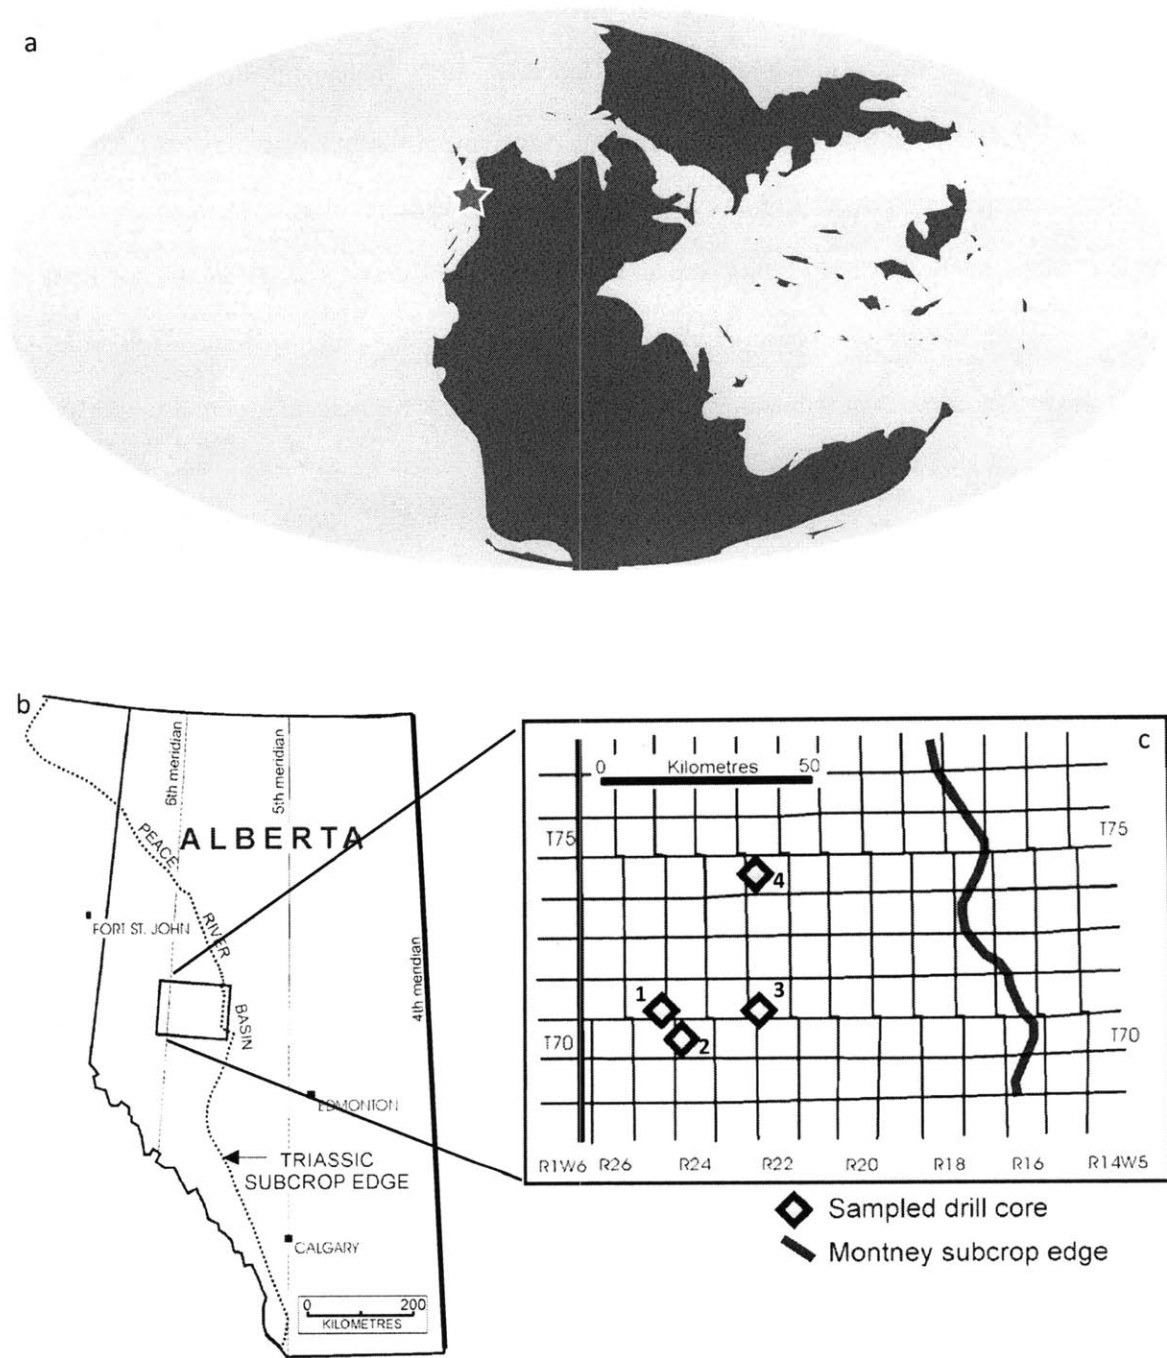 a
b
6th meridian
5th meridian
4th meridian
ALBERTA
PEACE
RIVER
BASIN
FORT ST. JOHN
EDMONTON
TRIASSIC
SUBCROP EDGE
CALGARY
0 200
KILOMETRES
c
0 Kilometres 50
T75 T75
4
1 3
2
T70 T70
R1W6 R26 R24 R22 R20 R18 R16 R14W5
Sampled drill core
Montney subcrop edge